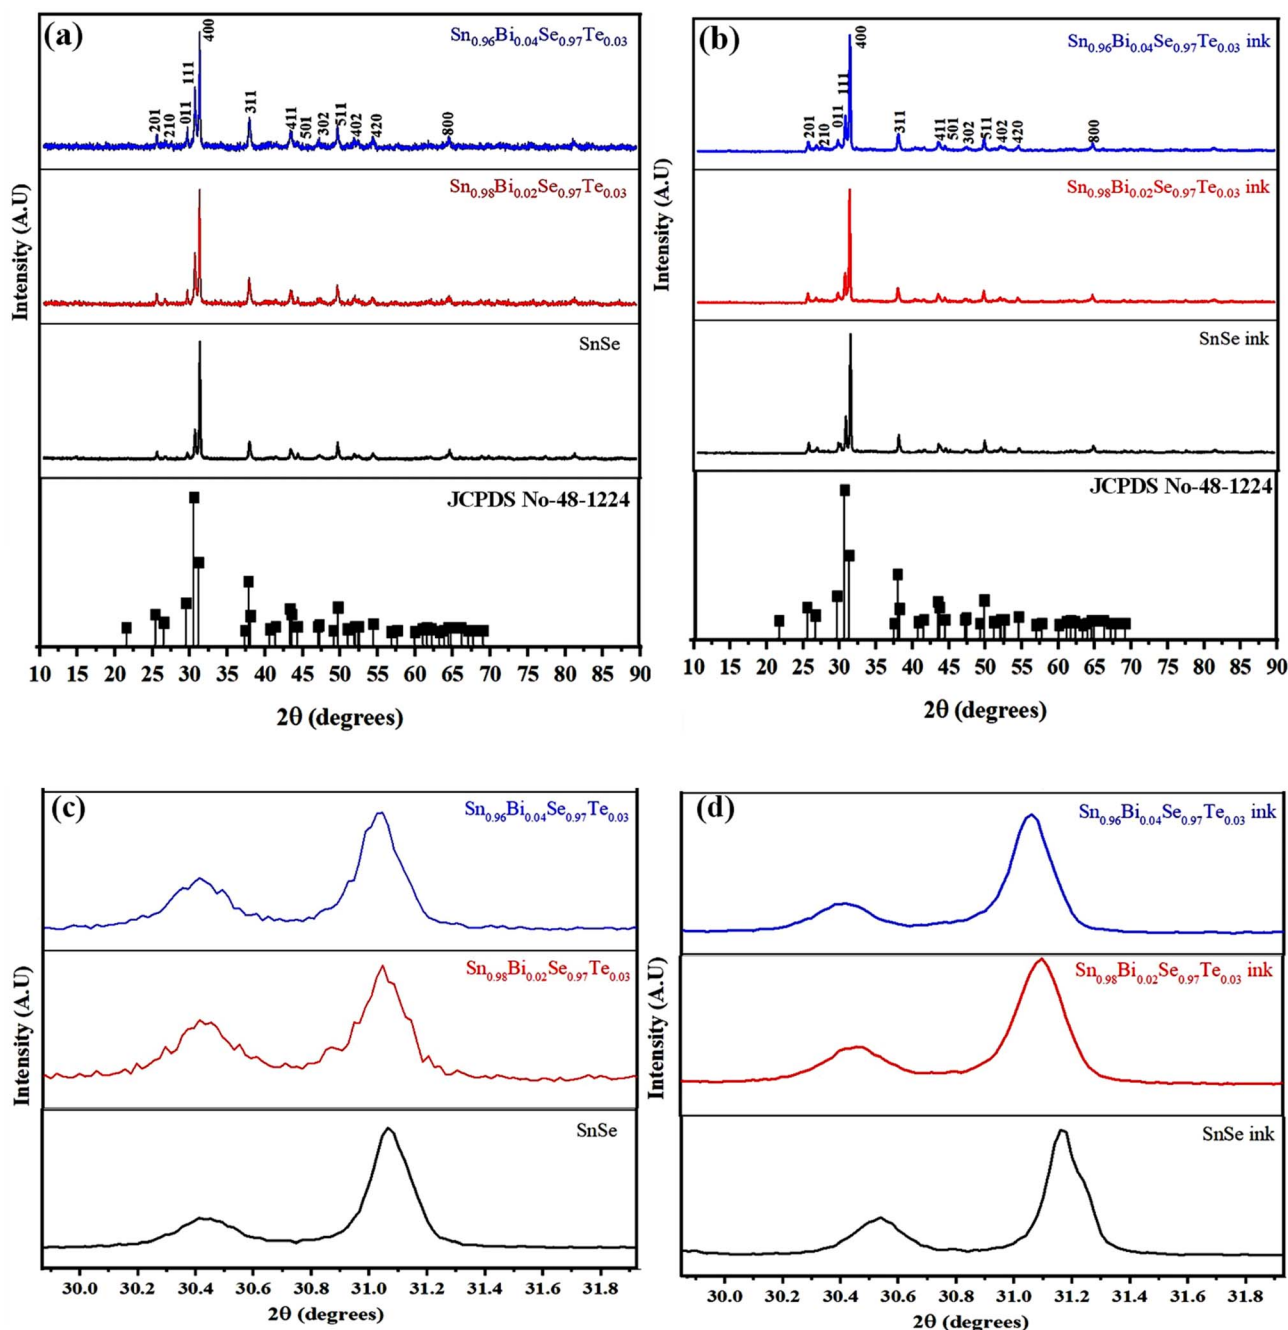 (a)
400
Sn0.96Bi0.04Se0.97Te0.03
111
011
201
210
311
411
501
302
511
402
420
800
Sn0.98Bi0.02Se0.97Te0.03
SnSe
JCPDS No-48-1224
Intensity (A.U)
10 15 20 25 30 35 40 45 50 55 60 65 70 75 80 85 90
2θ (degrees)
(b)
400
Sn0.96Bi0.04Se0.97Te0.03 ink
111
011
201
210
311
411
501
302
511
402
420
800
Sn0.98Bi0.02Se0.97Te0.03 ink
SnSe ink
JCPDS No-48-1224
Intensity (A.U)
10 15 20 25 30 35 40 45 50 55 60 65 70 75 80 85 90
2θ (degrees)
(c)
Sn0.96Bi0.04Se0.97Te0.03
Sn0.98Bi0.02Se0.97Te0.03
SnSe
Intensity (A.U)
30.0 30.2 30.4 30.6 30.8 31.0 31.2 31.4 31.6 31.8
2θ (degrees)
(d)
Sn0.96Bi0.04Se0.97Te0.03 ink
Sn0.98Bi0.02Se0.97Te0.03 ink
SnSe ink
Intensity (A.U)
30.0 30.2 30.4 30.6 30.8 31.0 31.2 31.4 31.6 31.8
2θ (degrees)